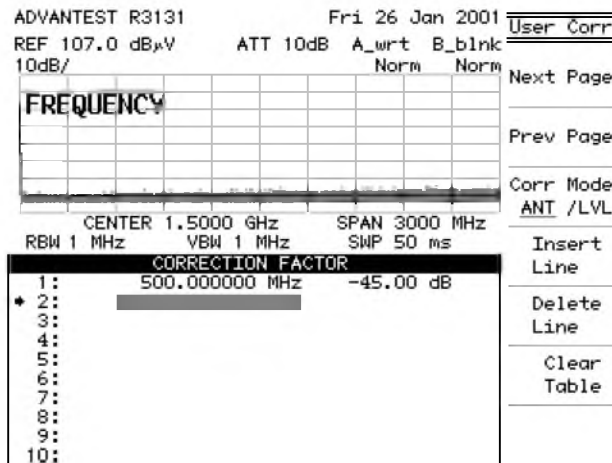 ADVANTEST R3131 Fri 26 Jan 2001
REF 107.0 dBµV ATT 10dB A_wrt B_blnk
10dB/ Norm Norm
FREQUENCY
CENTER 1.5000 GHz SPAN 3000 MHz
RBW 1 MHz VBW 1 MHz SWP 50 ms
CORRECTION FACTOR
1: 500.000000 MHz -45.00 dB
2:
3:
4:
5:
6:
7:
8:
9:
10:
User Corr
Next Page
Prev Page
Corr Mode
ANT /LVL
Insert
Line
Delete
Line
Clear
Table